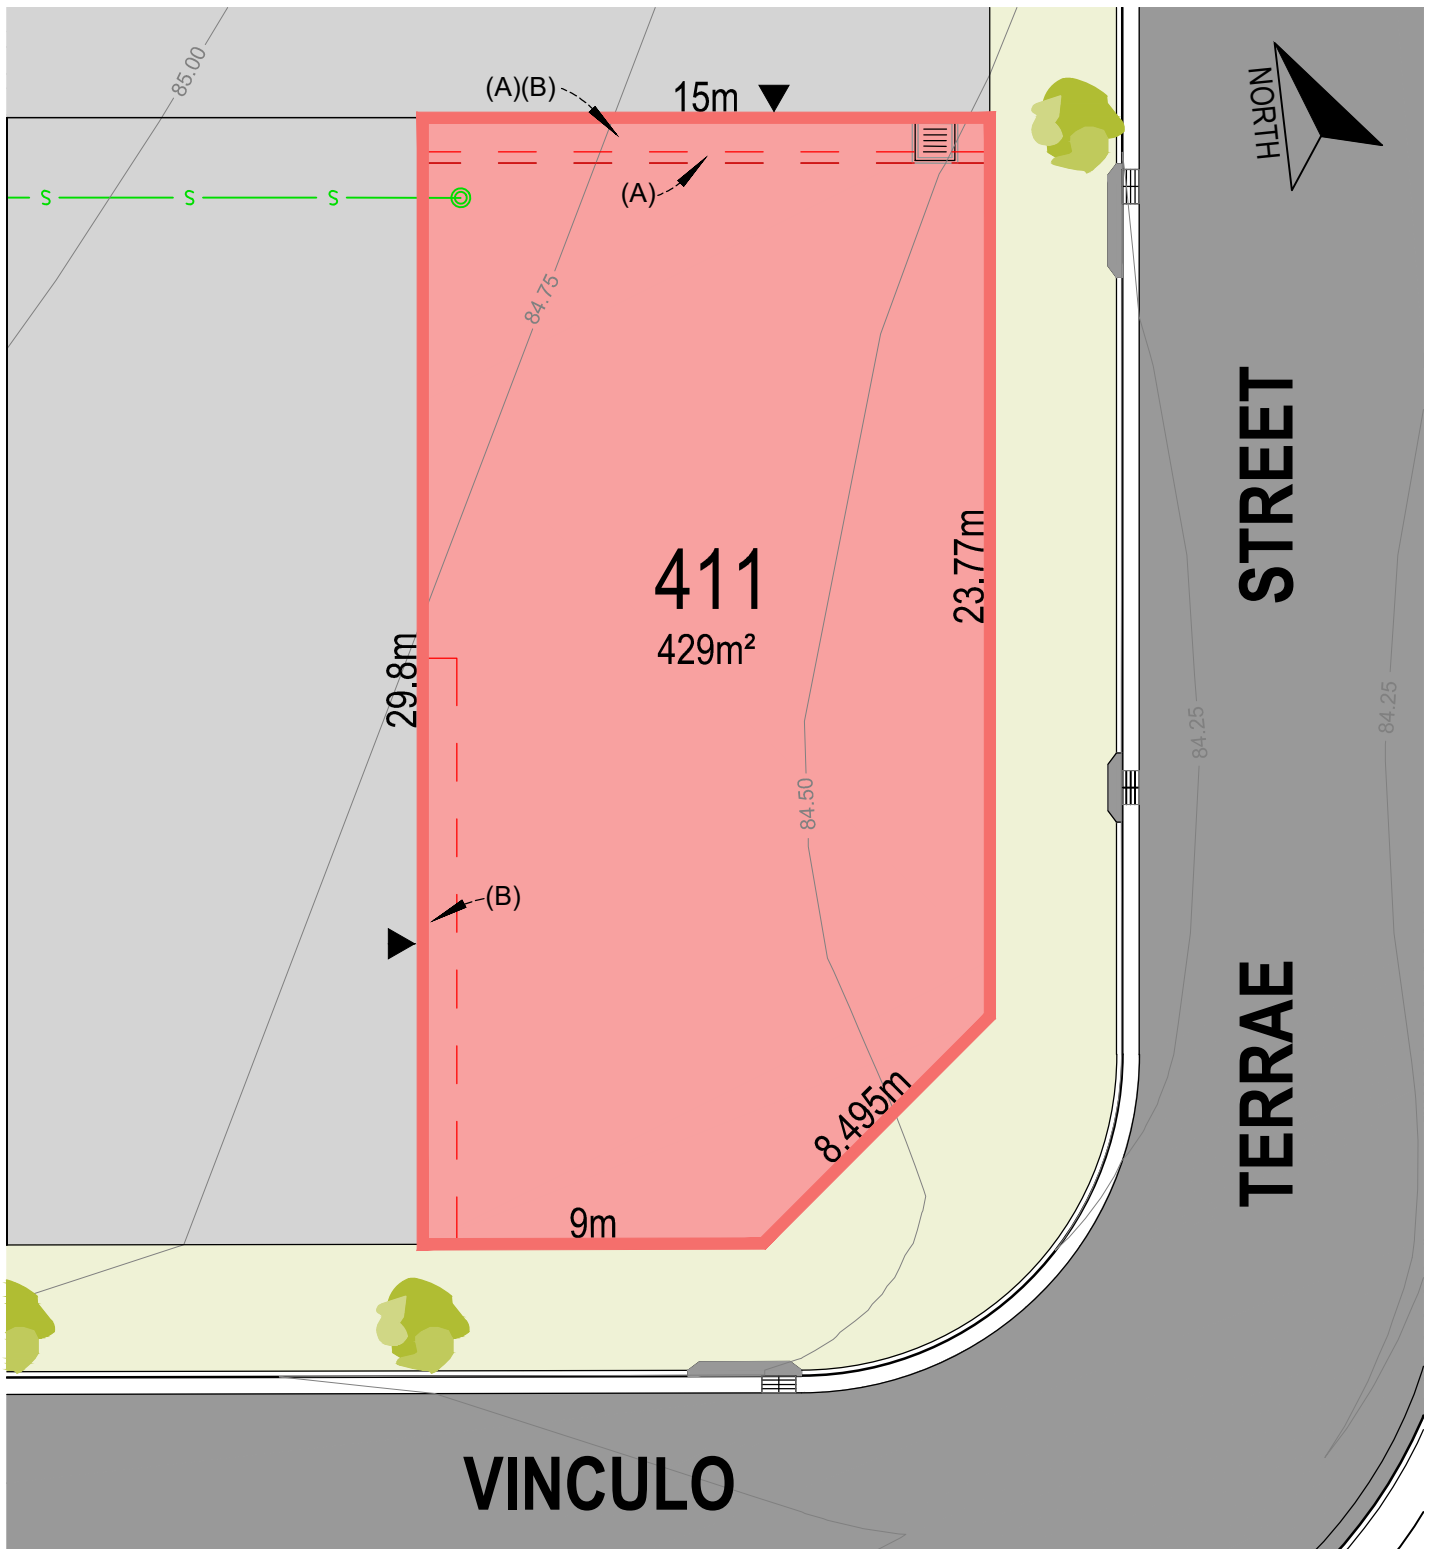 85.00
(A)(B)
15m
NORTH
(A)
S
S
S
84.75
STREET
23.77m
411
429m²
29.8m
84.25
84.25
84.50
(B)
TERRAE
8.495m
9m
VINCULO